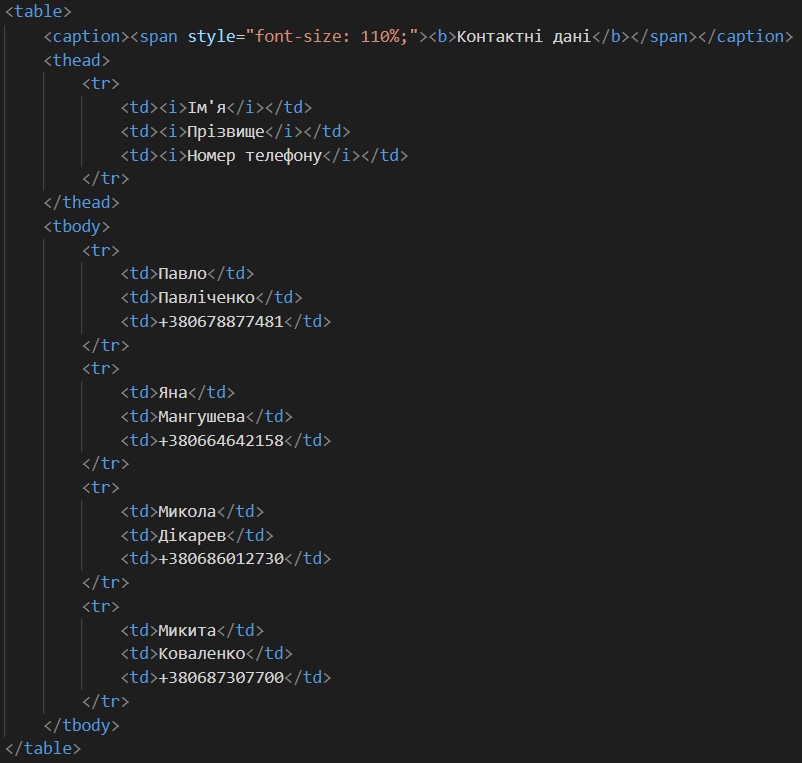 <table>
<caption><span style="font-size: 110%;"><b>Контактні дані</b></span></caption>
<thead>
<tr>
<td><i>Ім'я</i></td>
<td><i>Прізвище</i></td>
<td><i>Номер телефону</i></td>
</tr>
</thead>
<tbody>
<tr>
<td>Павло</td>
<td>Павліченко</td>
<td>+380678877481</td>
</tr>
<tr>
<td>Яна</td>
<td>Мангушева</td>
<td>+380664642158</td>
</tr>
<tr>
<td>Микола</td>
<td>Дікарев</td>
<td>+380686012730</td>
</tr>
<tr>
<td>Микита</td>
<td>Коваленко</td>
<td>+380687307700</td>
</tr>
</tbody>
</table>